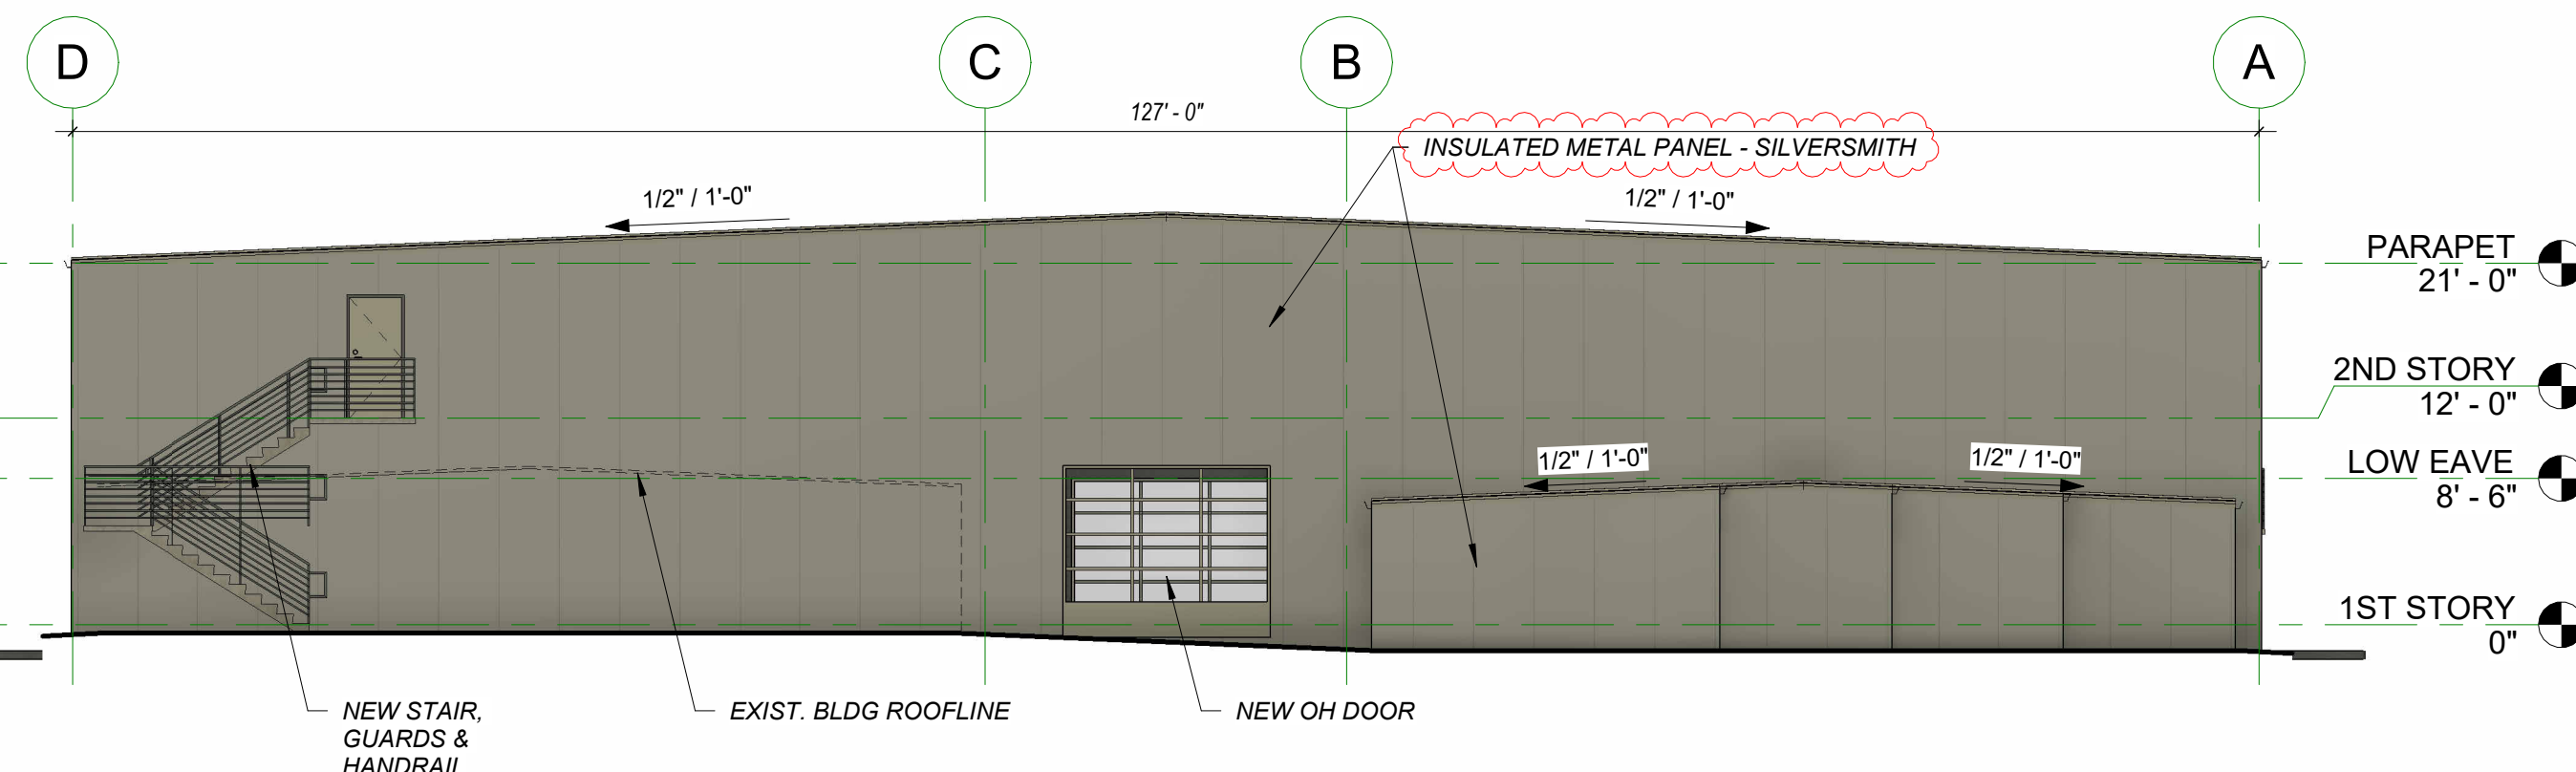 D
C
B
A
127' - 0"
INSULATED METAL PANEL - SILVERSMITH
1/2" / 1'-0"
1/2" / 1'-0"
PARAPET
21' - 0"
2ND STORY
12' - 0"
1/2" / 1'-0"
1/2" / 1'-0"
LOW EAVE
8' - 6"
1ST STORY
0"
NEW STAIR,
GUARDS &
HANDRAIL
EXIST. BLDG ROOFLINE
NEW OH DOOR